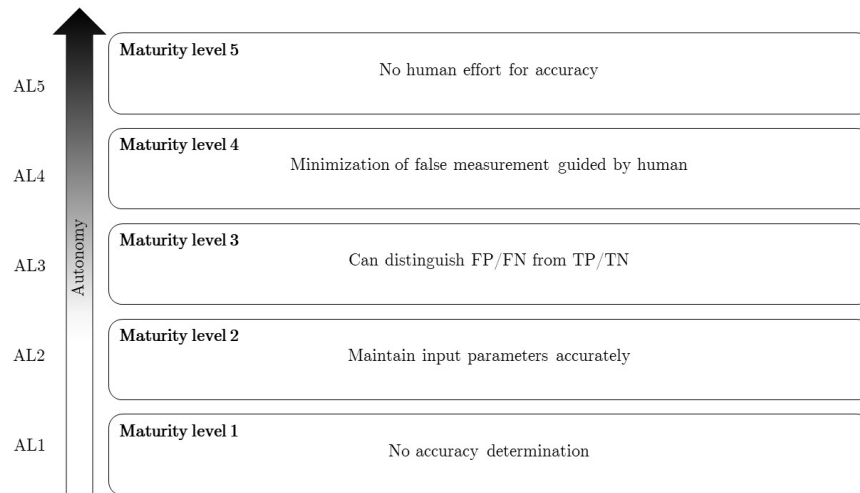 Maturity level 5
No human effort for accuracy
AL5
Maturity level 4
Minimization of false measurement guided by human
AL4
Maturity level 3
Can distinguish FP/FN from TP/TN
AL3
Autonomy
Maturity level 2
Maintain input parameters accurately
AL2
Maturity level 1
No accuracy determination
AL1